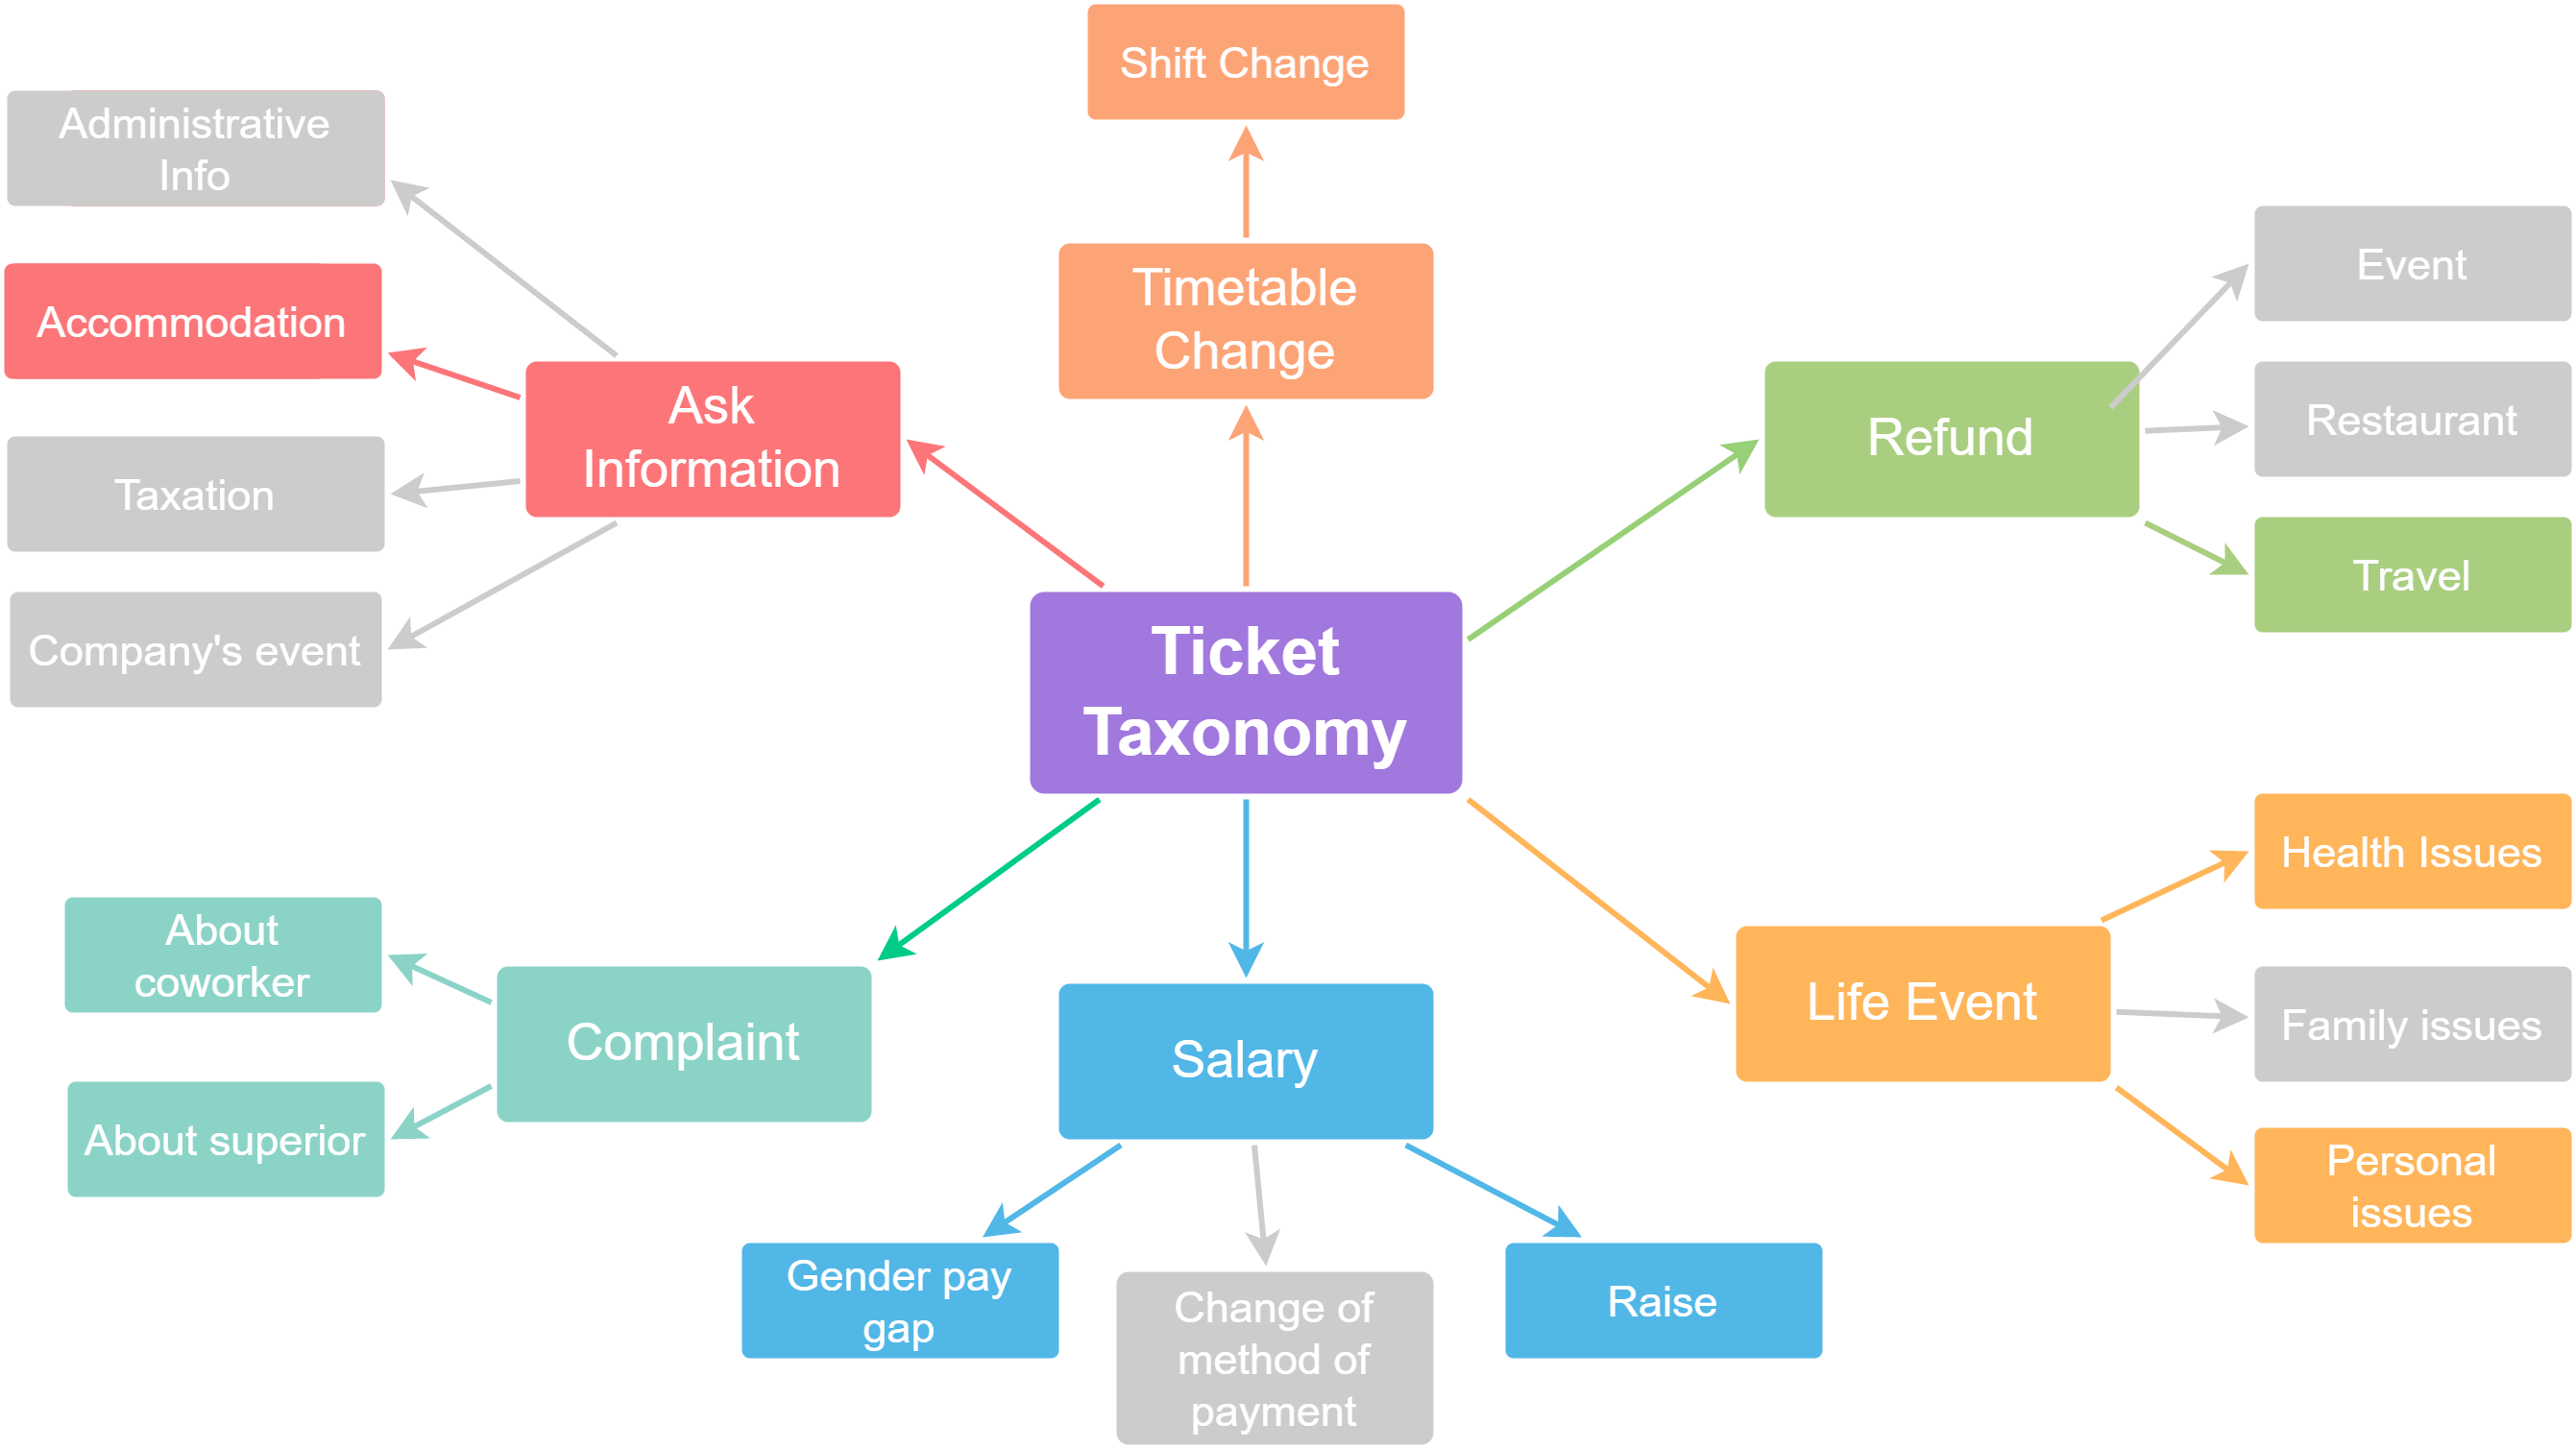 Shift Change
Administrative
Info
Accommodation
Taxation
Company's event
Ask
Information
Timetable
Change
Refund
Event
Restaurant
Travel
Ticket
Taxonomy
About
coworker
About superior
Complaint
Salary
Gender pay
gap
Change of
method of
payment
Raise
Life Event
Health Issues
Family issues
Personal
issues